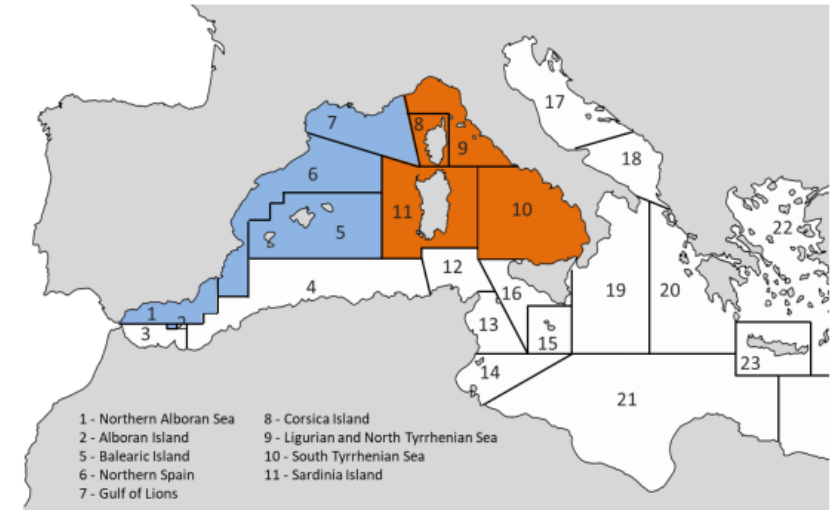 17
7
8
9
18
6
11
10
22
5
12
4
16
19
20
1
2
3
13
15
23
14
21
1 - Northern Alboran Sea
2 - Alboran Island
5 - Balearic Island
6 - Northern Spain
7 - Gulf of Lions
8 - Corsica Island
9 - Ligurian and North Tyrrhenian Sea
10 - South Tyrrhenian Sea
11 - Sardinia Island